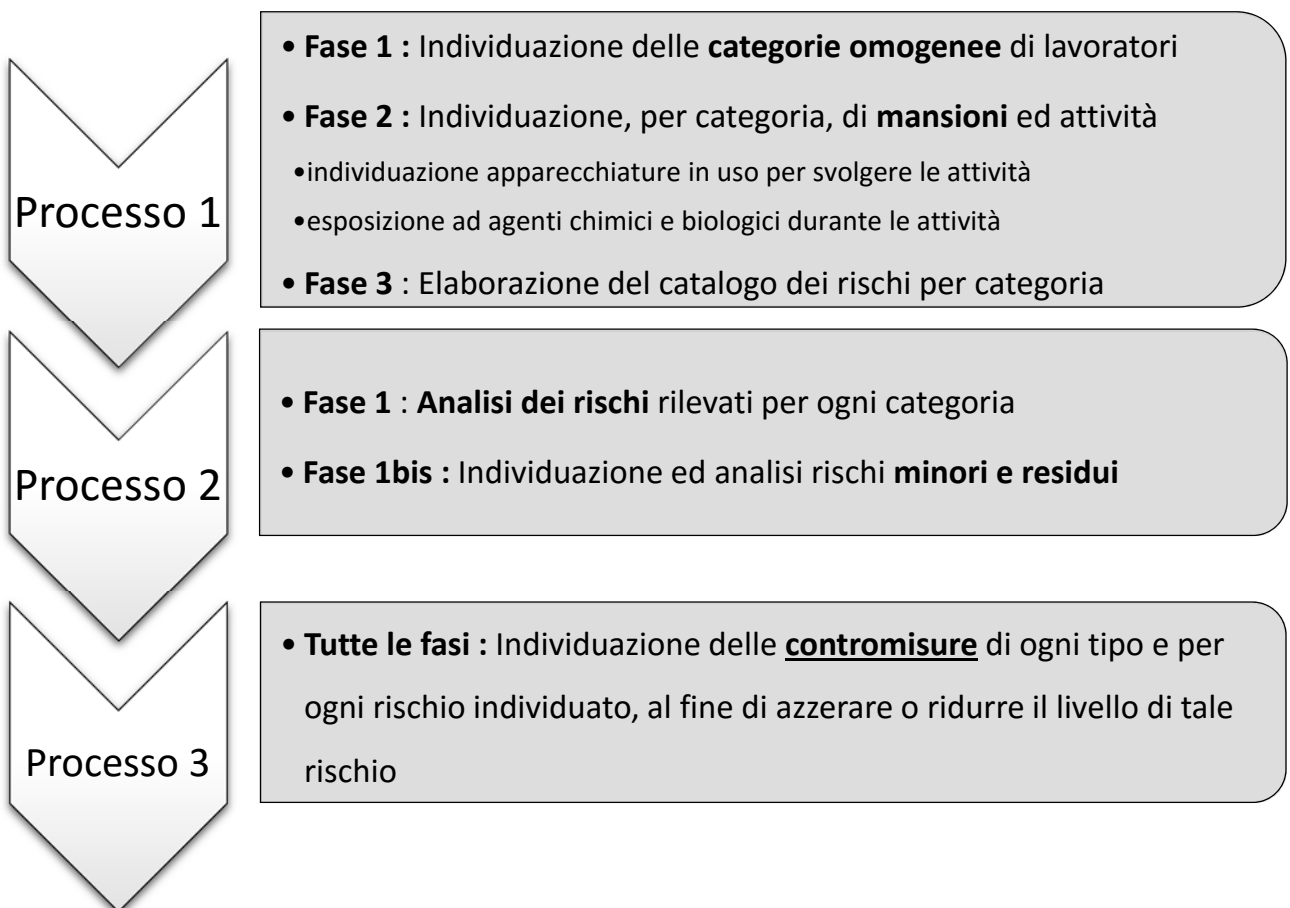 Processo 1
• Fase 1 : Individuazione delle categorie omogenee di lavoratori
• Fase 2 : Individuazione, per categoria, di mansioni ed attività
•individuazione apparecchiature in uso per svolgere le attività
•esposizione ad agenti chimici e biologici durante le attività
• Fase 3 : Elaborazione del catalogo dei rischi per categoria
Processo 2
• Fase 1 : Analisi dei rischi rilevati per ogni categoria
• Fase 1bis : Individuazione ed analisi rischi minori e residui
Processo 3
• Tutte le fasi : Individuazione delle contromisure di ogni tipo e per
ogni rischio individuato, al fine di azzerare o ridurre il livello di tale
rischio